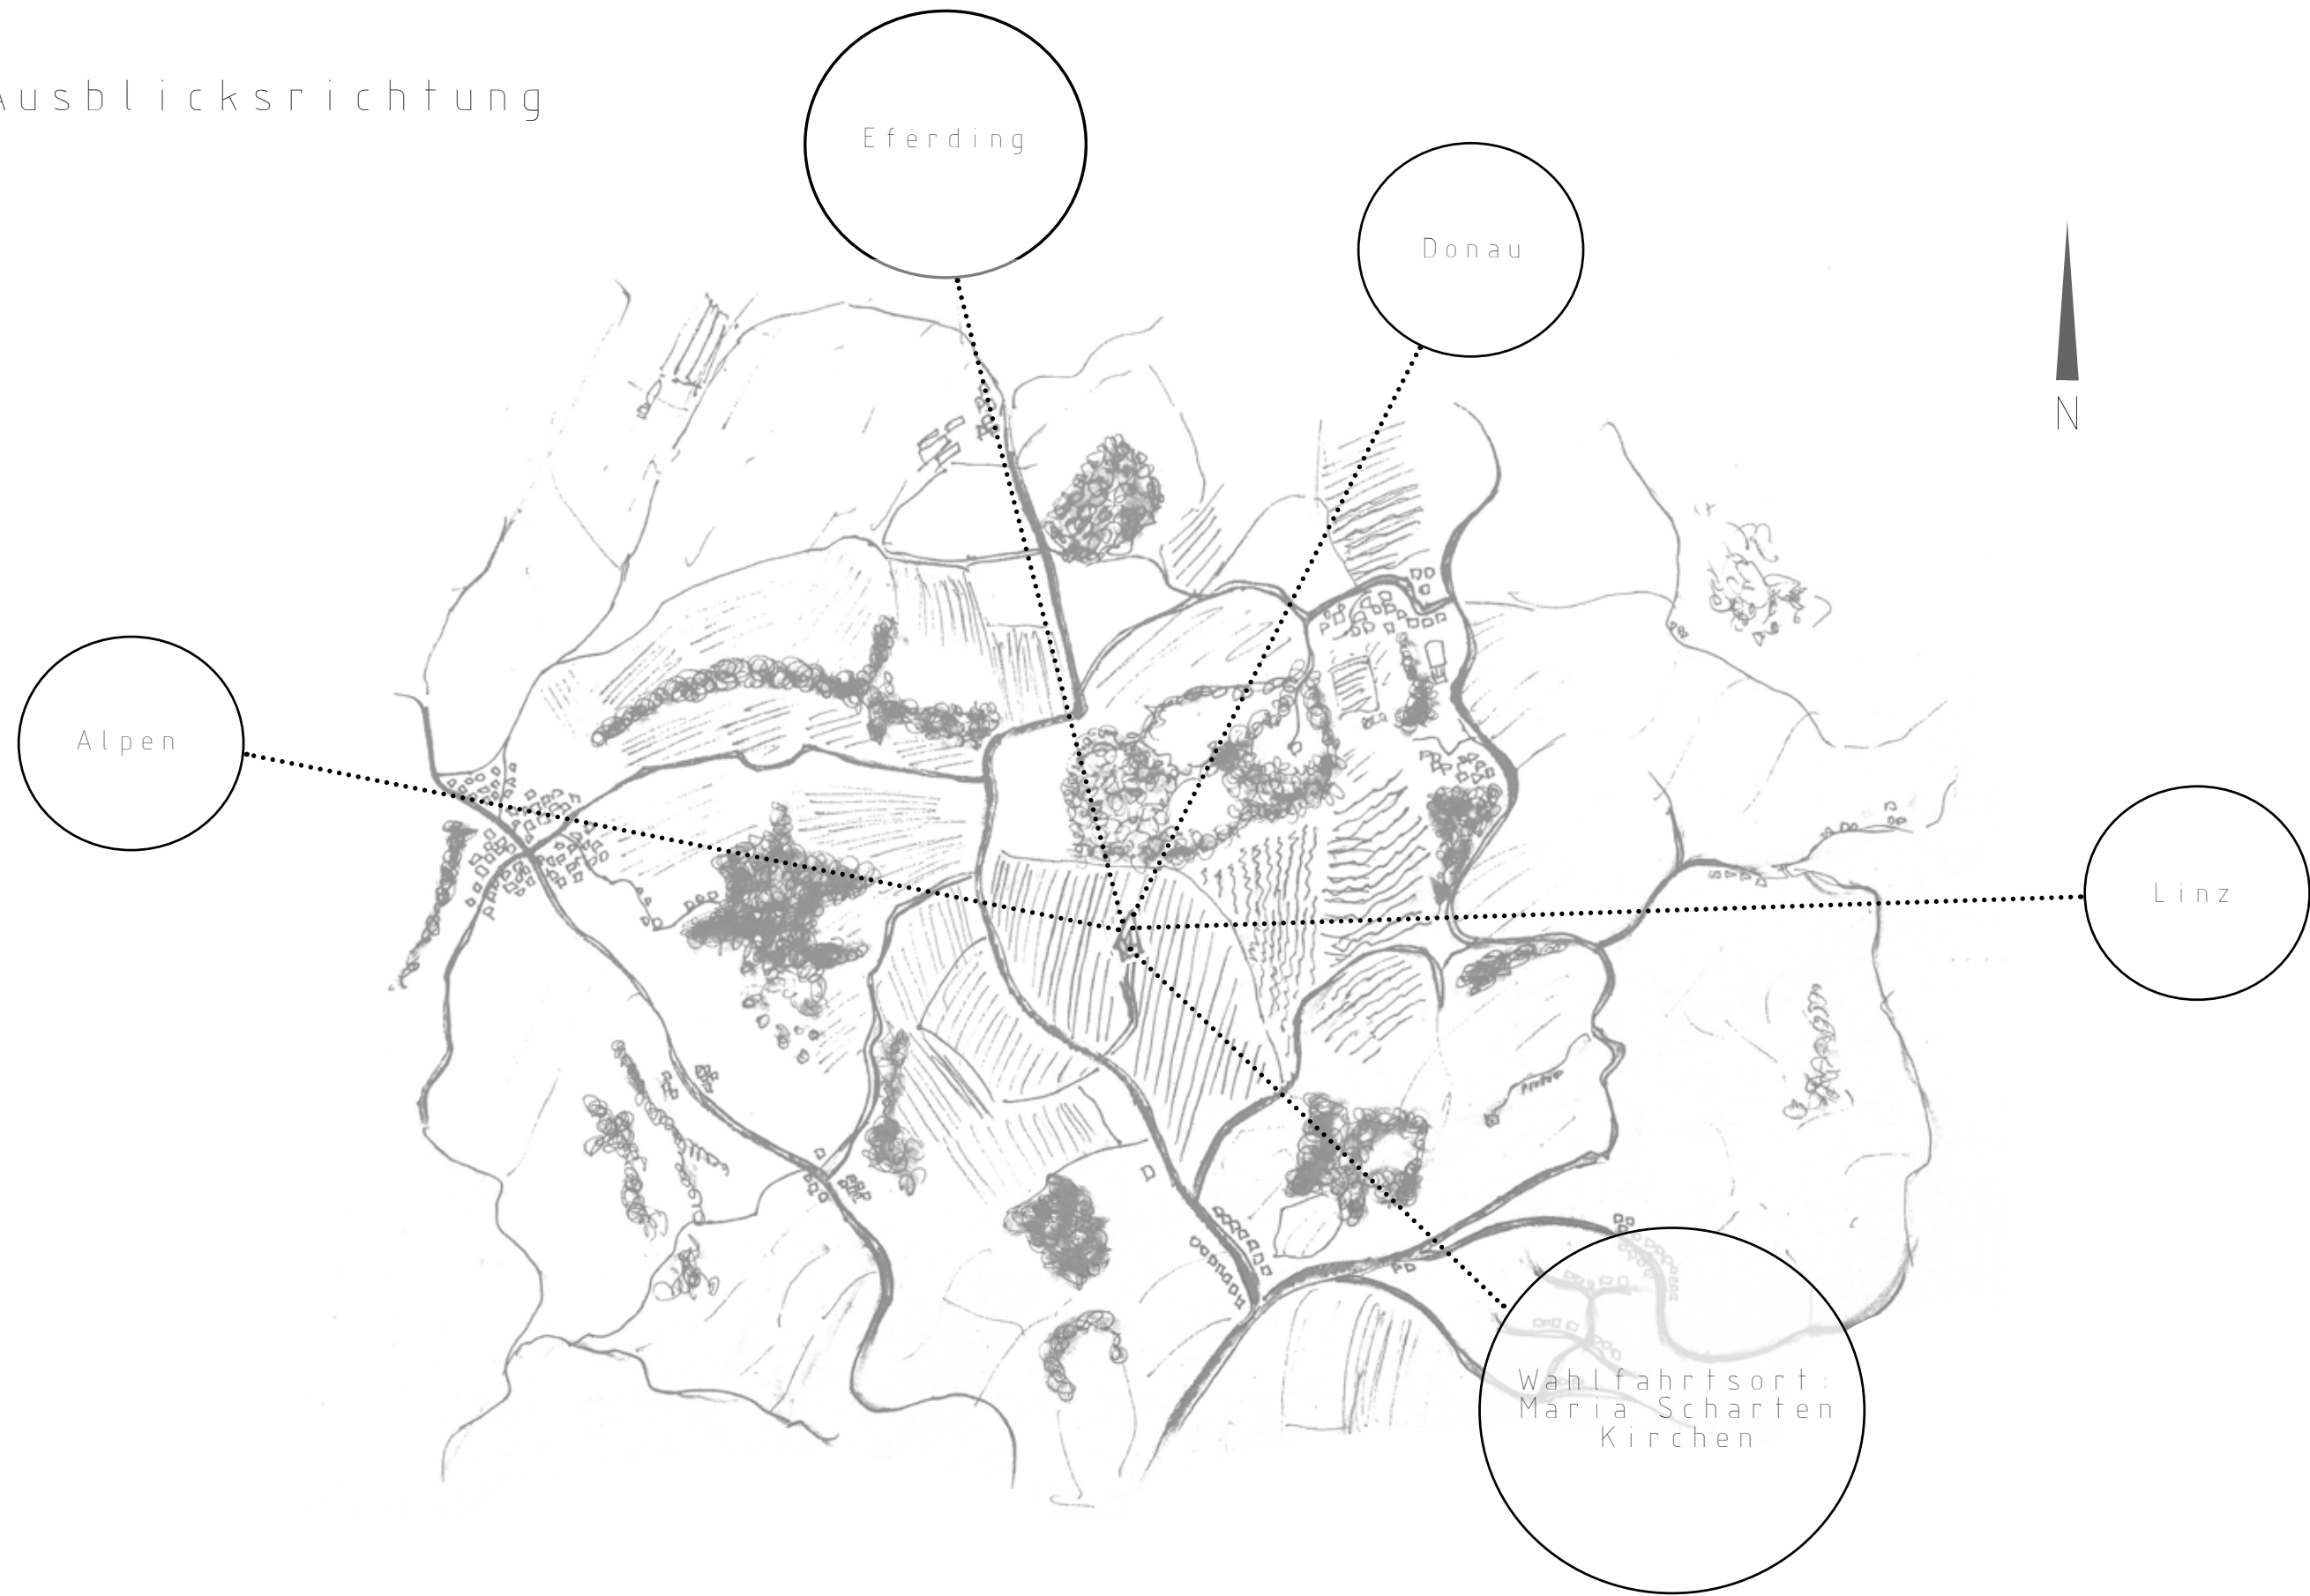 Ausblicksrichtung
Eferding
Donau
N
Alpen
Linz
Wahlfahrtsort:
Maria Scharten
Kirchen